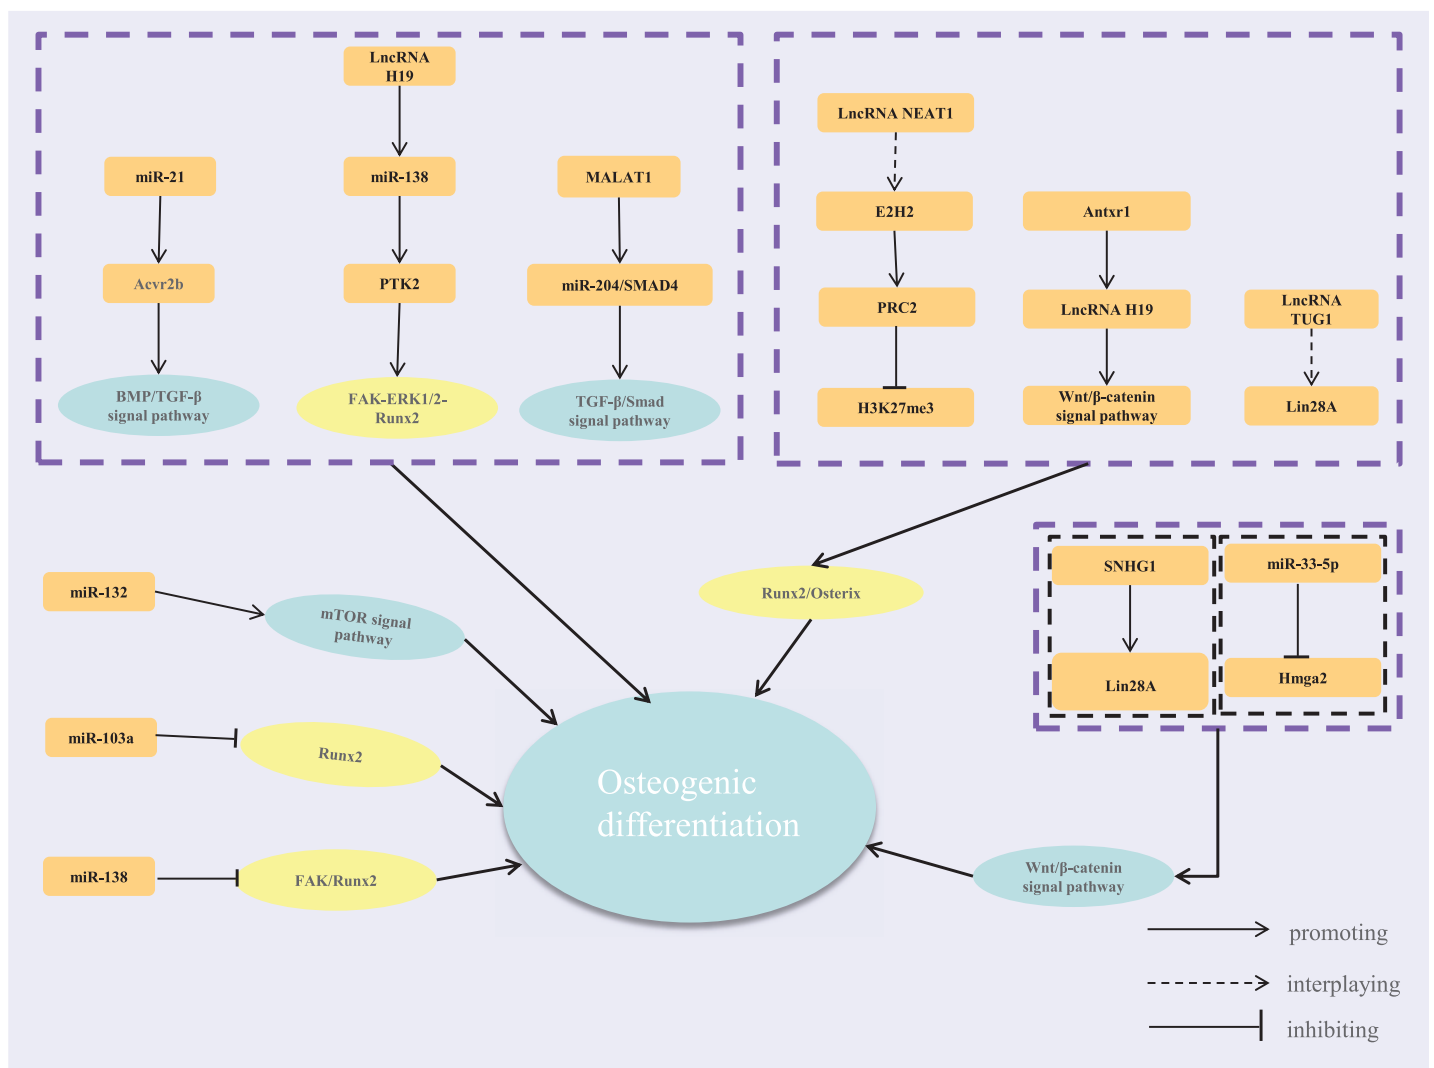 LncRNA
H19
miR-21
miR-138
MALAT1
Acvr2b
PTK2
miR-204/SMAD4
BMP/TGF-β
signal pathway
FAK-ERK1/2-
Runx2
TGF-β/Smad
signal pathway
LncRNA NEAT1
E2H2
Antxr1
PRC2
LncRNA H19
LncRNA
TUG1
H3K27me3
Wnt/β-catenin
signal pathway
Lin28A
miR-132
mTOR signal
pathway
Runx2/Osterix
SNHG1
miR-33-5p
Lin28A
Hmga2
miR-103a
Runx2
Osteogenic
differentiation
miR-138
FAK/Runx2
Wnt/β-catenin
signal pathway
promoting
interplaying
inhibiting